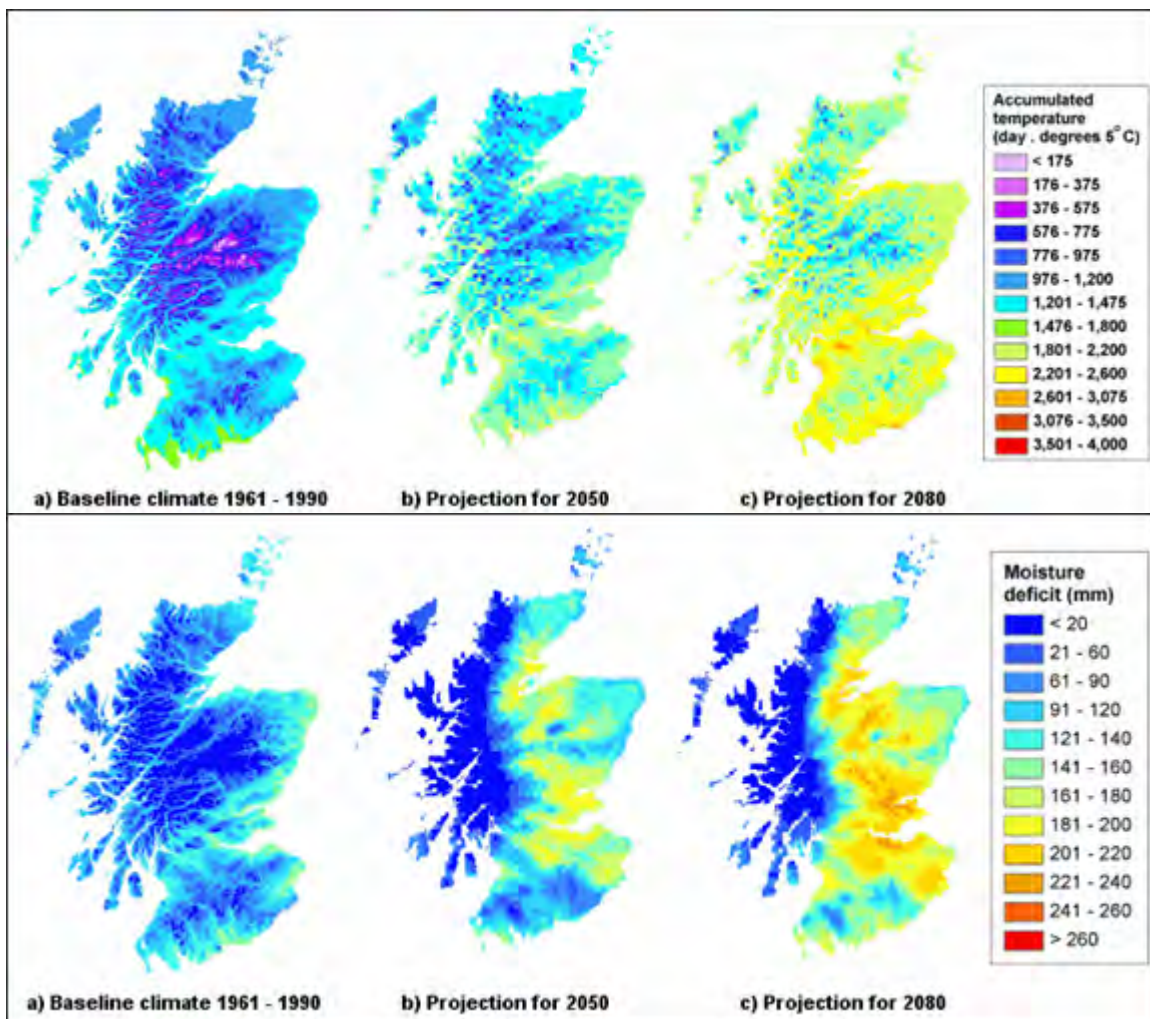 Accumulated
temperature
(day . degrees 5°C)
< 175
176 - 375
376 - 575
576 - 775
776 - 975
976 - 1,200
1,201 - 1,475
1,476 - 1,800
1,801 - 2,200
2,201 - 2,600
2,601 - 3,075
3,076 - 3,500
3,501 - 4,000
a) Baseline climate 1961 - 1990
b) Projection for 2050
c) Projection for 2080
Moisture
deficit (mm)
< 20
21 - 60
61 - 90
91 - 120
121 - 140
141 - 160
161 - 180
181 - 200
201 - 220
221 - 240
241 - 260
> 260
a) Baseline climate 1961 - 1990
b) Projection for 2050
c) Projection for 2080